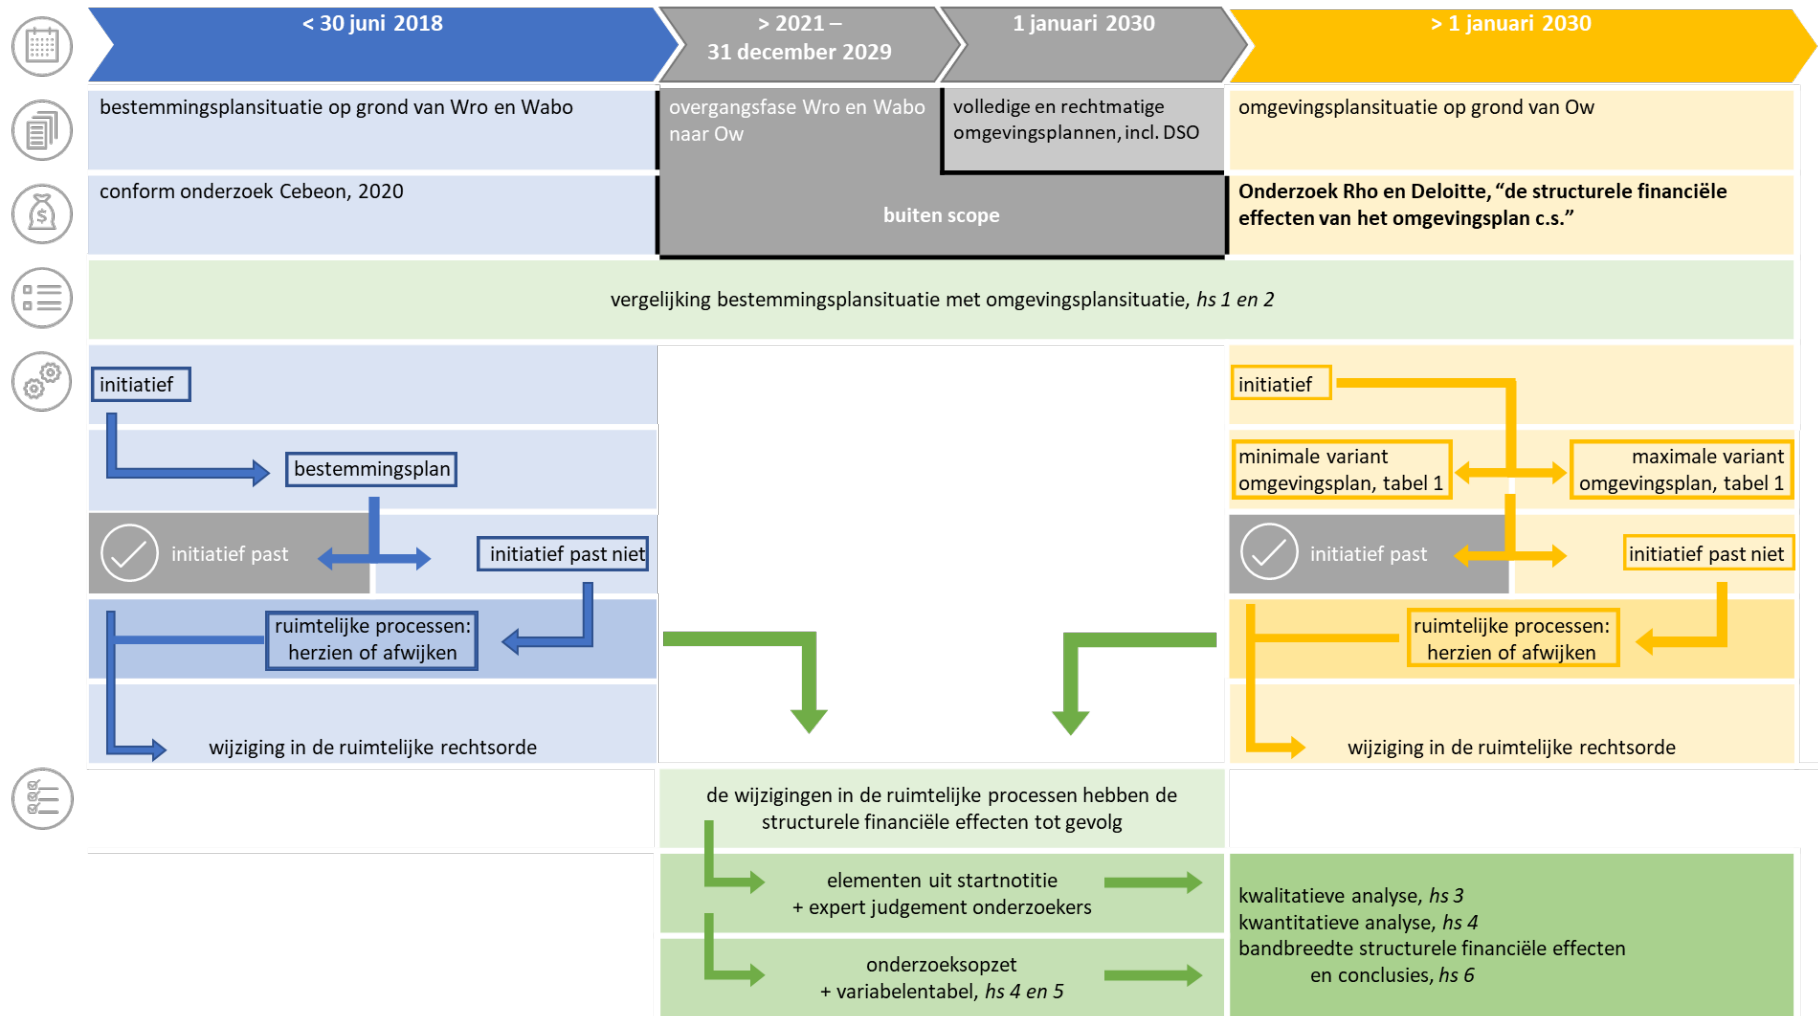 < 30 juni 2018
> 2021 –
31 december 2029
1 januari 2030
> 1 januari 2030
bestemmingsplansituatie op grond van Wro en Wabo
overgangsfase Wro en Wabo
naar Ow
volledige en rechtmatige
omgevingsplannen, incl. DSO
omgevingsplansituatie op grond van Ow
conform onderzoek Cebeon, 2020
buiten scope
Onderzoek Rho en Deloitte, “de structurele financiële
effecten van het omgevingsplan c.s.”
vergelijking bestemmingsplansituatie met omgevingsplansituatie, hs 1 en 2
initiatief
initiatief
bestemmingsplan
minimale variant
omgevingsplan, tabel 1
maximale variant
omgevingsplan, tabel 1
initiatief past
initiatief past niet
initiatief past
initiatief past niet
ruimtelijke processen:
herzien of afwijken
ruimtelijke processen:
herzien of afwijken
wijziging in de ruimtelijke rechtsorde
wijziging in de ruimtelijke rechtsorde
de wijzigingen in de ruimtelijke processen hebben de
structurele financiële effecten tot gevolg
elementen uit startnotitie
+ expert judgement onderzoekers
onderzoeksopzet
+ variabelentabel, hs 4 en 5
kwalitatieve analyse, hs 3
kwantitatieve analyse, hs 4
bandbreedte structurele financiële effecten
en conclusies, hs 6